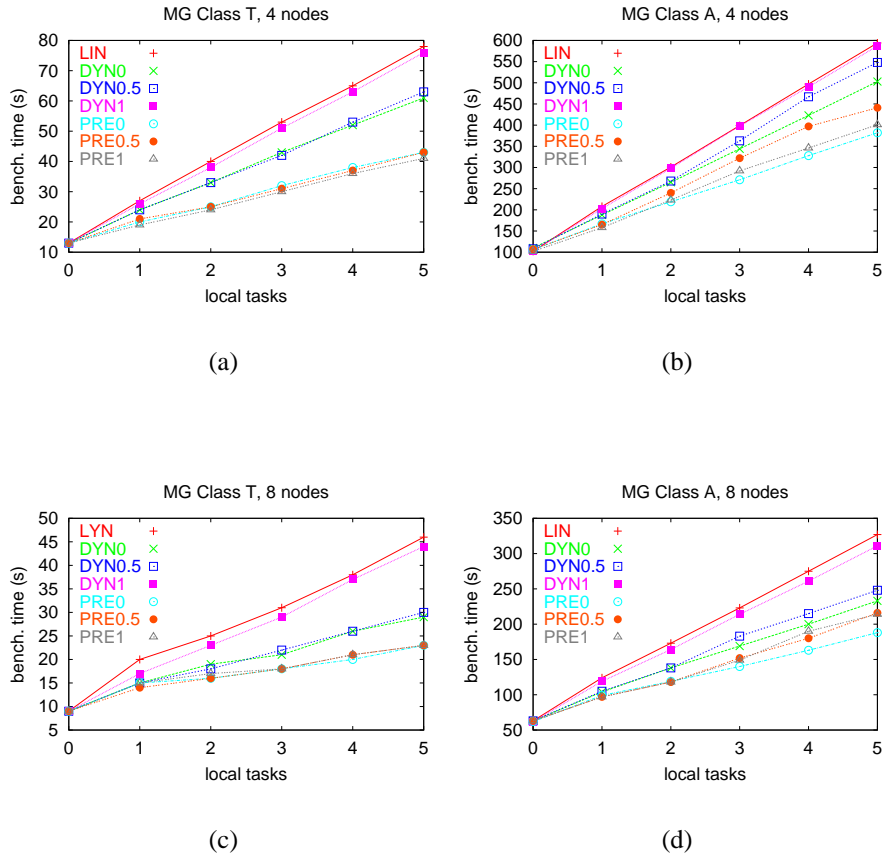 MG Class T, 4 nodes
80
70
60
50
40
30
20
10
bench. time (s)
LIN
DYN0
DYN0.5
DYN1
PRE0
PRE0.5
PRE1
0 1 2 3 4 5
local tasks
(a)
MG Class A, 4 nodes
600
550
500
450
400
350
300
250
200
150
100
bench. time (s)
LIN
DYN0
DYN0.5
DYN1
PRE0
PRE0.5
PRE1
0 1 2 3 4 5
local tasks
(b)
MG Class T, 8 nodes
50
45
40
35
30
25
20
15
10
5
bench. time (s)
LYN
DYN0
DYN0.5
DYN1
PRE0
PRE0.5
PRE1
0 1 2 3 4 5
local tasks
(c)
MG Class A, 8 nodes
350
300
250
200
150
100
50
bench. time (s)
LIN
DYN0
DYN0.5
DYN1
PRE0
PRE0.5
PRE1
0 1 2 3 4 5
local tasks
(d)